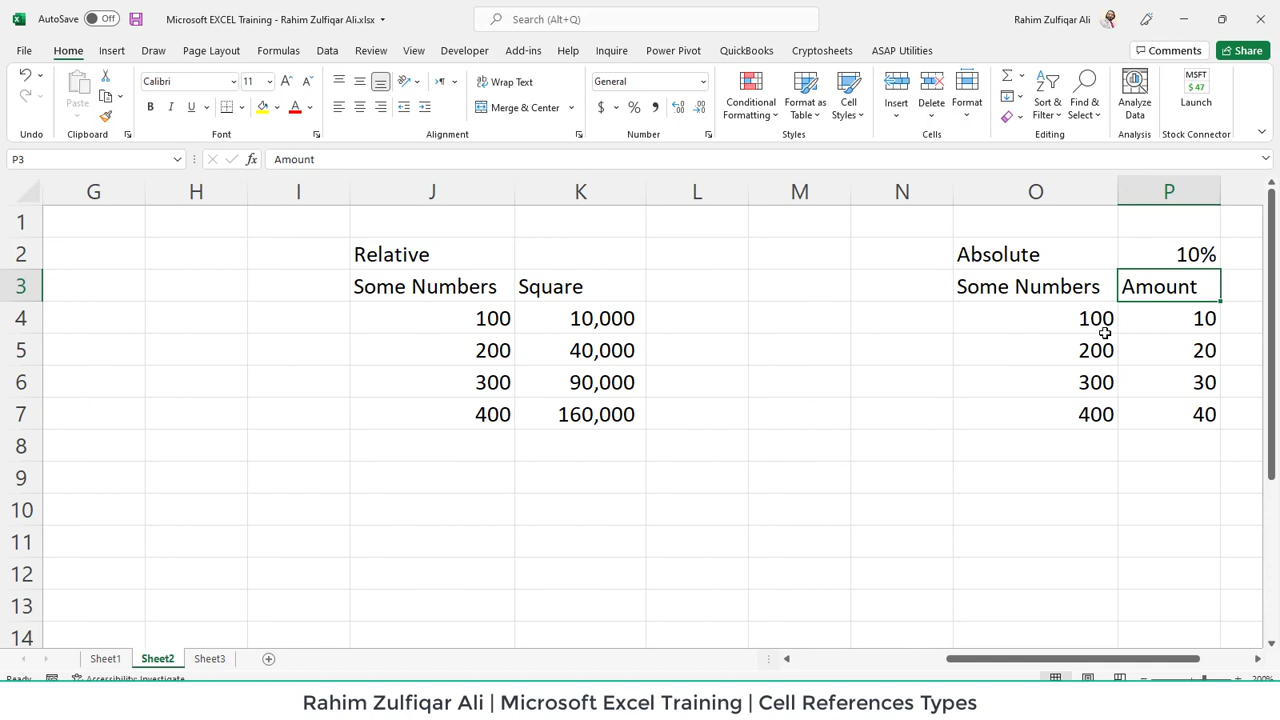 AutoSave Off Microsoft EXCEL Training - Rahim Zulfiqar Ali.xlsx Search (Alt+Q) Rahim Zulfiqar Ali
File Home Insert Draw Page Layout Formulas Data Review View Developer Add-ins Help Inquire Power Pivot QuickBooks Cryptosheets ASAP Utilities Comments Share
Calibri 11 Wrap Text General MSFT $ 47
Paste Merge & Center Conditional Formatting Format as Table Cell Styles Insert Delete Format Sort & Filter Find & Select Analyze Data Launch
Undo Clipboard Font Alignment Number Styles Cells Editing Analysis Stock Connector
P3 fx Amount
G H I J K L M N O P
1
2 Relative Absolute 10%
3 Some Numbers Square Some Numbers Amount
4 100 10,000 100 10
5 200 40,000 200 20
6 300 90,000 300 30
7 400 160,000 400 40
8
9
10
11
12
13
14
Sheet1 Sheet2 Sheet3
Ready Accessibility: Investigate 200%
Rahim Zulfiqar Ali | Microsoft Excel Training | Cell References Types